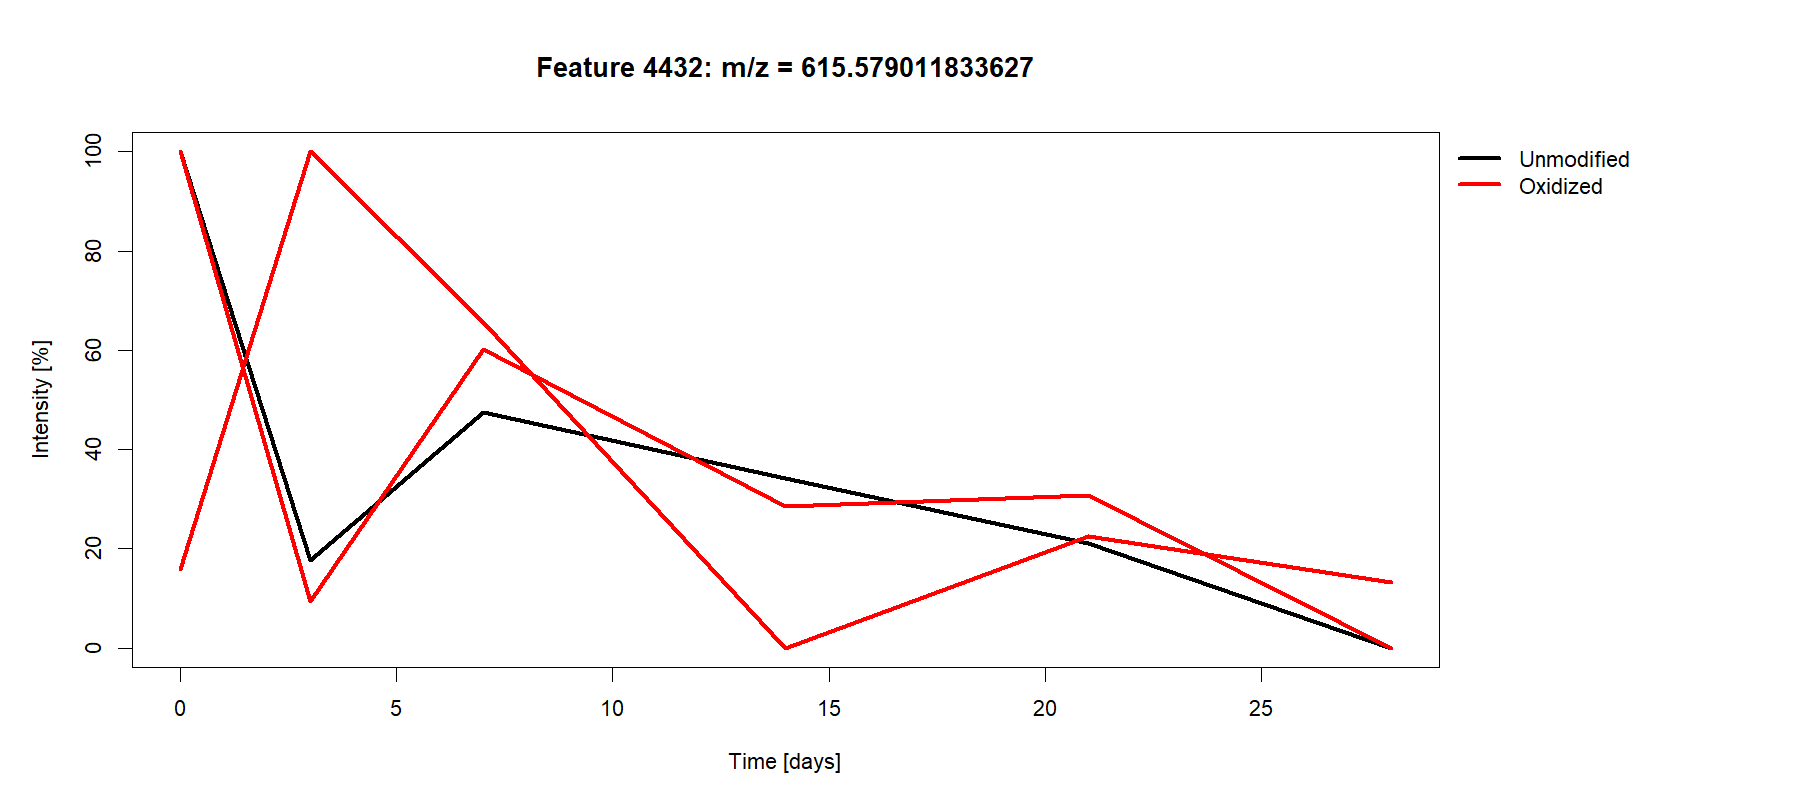 Feature 4432: m/z = 615.579011833627
Unmodified
Oxidized
Intensity [%]
100
80
60
40
20
0
0 5 10 15 20 25
Time [days]